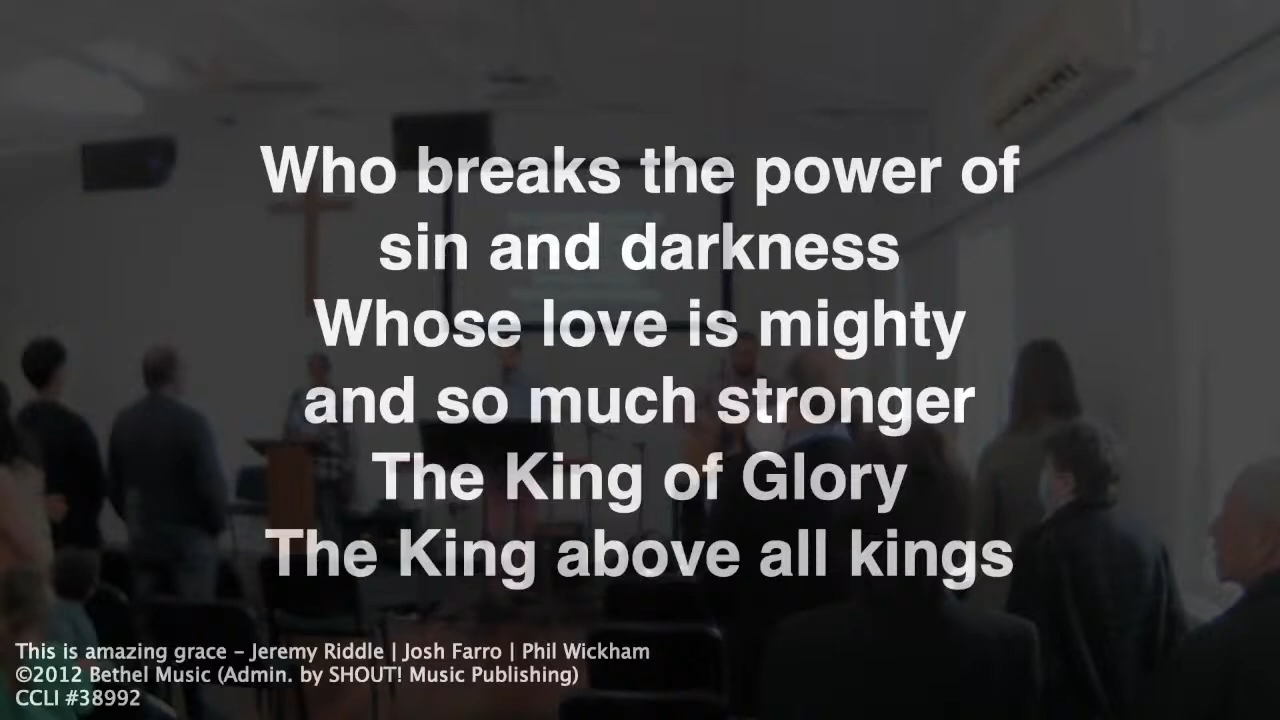 Who breaks the power of
sin and darkness
Whose love is mighty
and so much stronger
The King of Glory
The King above all kings
This is amazing grace – Jeremy Riddle | Josh Farro | Phil Wickham
©2012 Bethel Music (Admin. by SHOUT! Music Publishing)
CCLI #38992